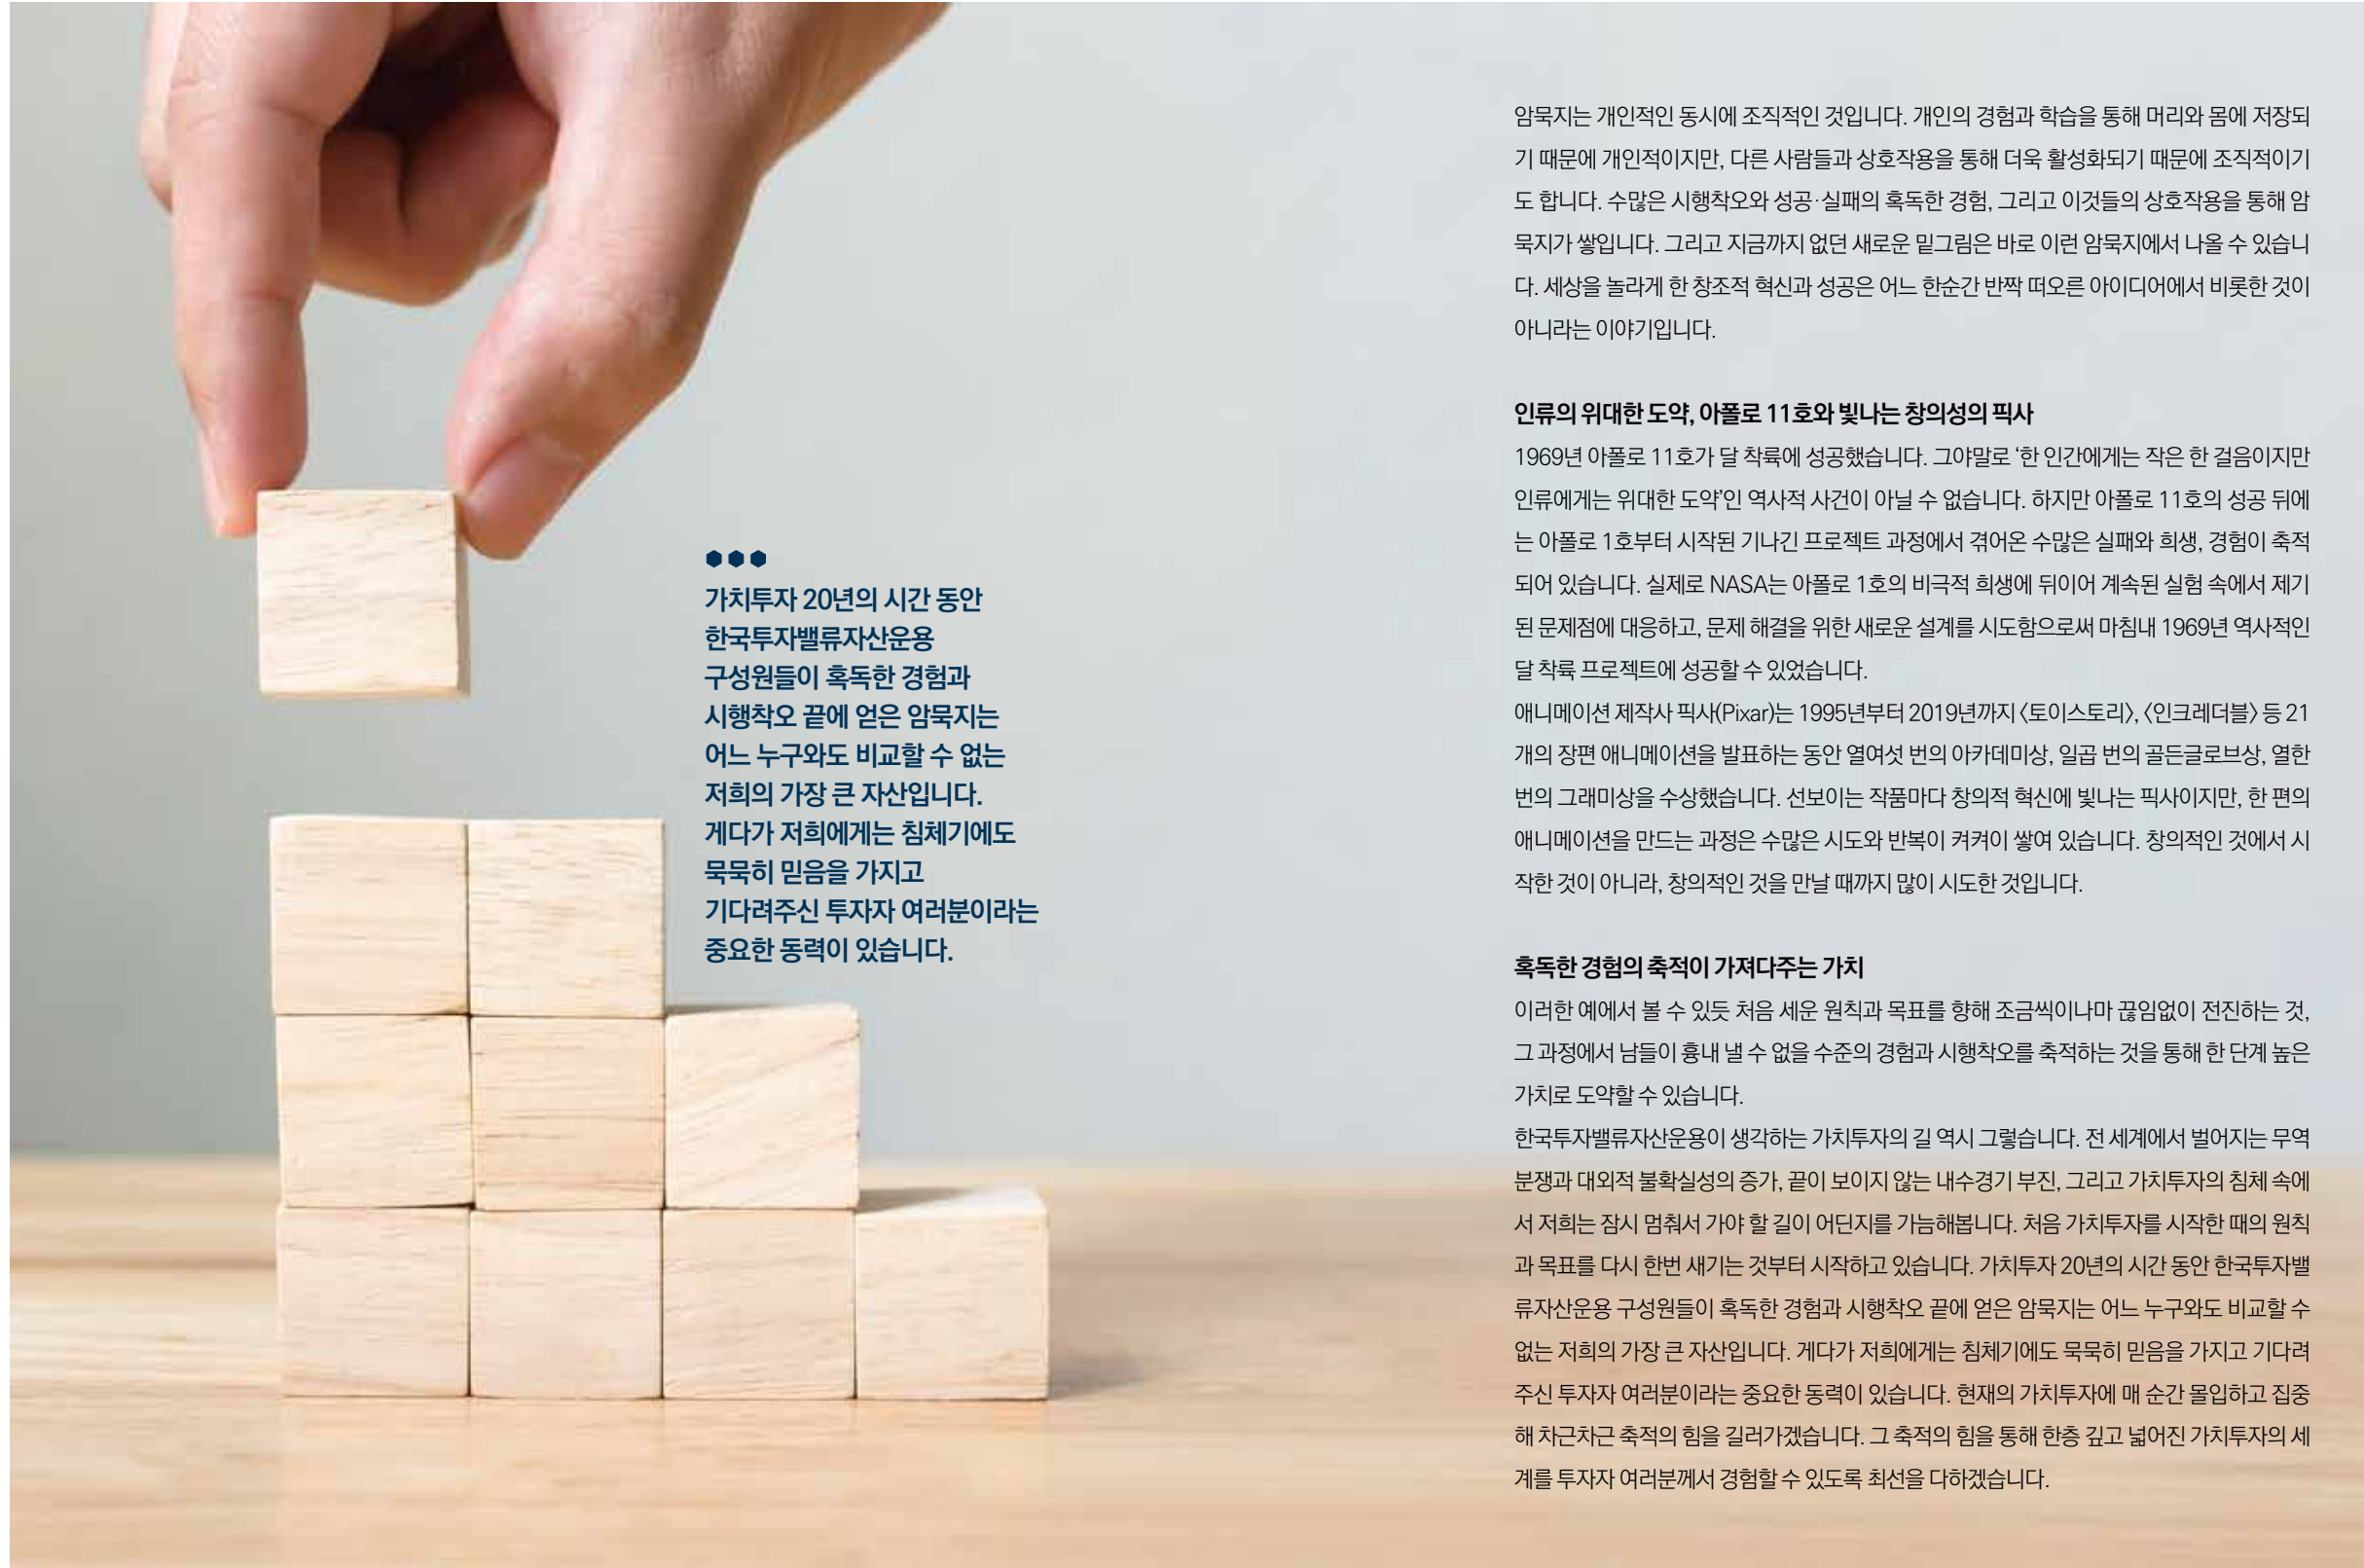 가치투자 20년의 시간 동안
한국투자밸류자산운용
구성원들이 혹독한 경험과
시행착오 끝에 얻은 암묵지는
어느 누구와도 비교할 수 없는
저희의 가장 큰 자산입니다.
게다가 저희에게는 침체기에도
묵묵히 믿음을 가지고
기다려주신 투자자 여러분이라는
중요한 동력이 있습니다.
암묵지는 개인적인 동시에 조직적인 것입니다. 개인의 경험과 학습을 통해 머리와 몸에 저장되
기 때문에 개인적이지만, 다른 사람들과 상호작용을 통해 더욱 활성화되기 때문에 조직적이기
도 합니다. 수많은 시행착오와 성공·실패의 혹독한 경험, 그리고 이것들의 상호작용을 통해 암
묵지가 쌓입니다. 그리고 지금까지 없던 새로운 밑그림은 바로 이런 암묵지에서 나올 수 있습니
다. 세상을 놀라게 한 창조적 혁신과 성공은 어느 한순간 반짝 떠오른 아이디어에서 비롯한 것이
아니라는 이야기입니다.
인류의 위대한 도약, 아폴로 11호와 빛나는 창의성의 픽사
1969년 아폴로 11호가 달 착륙에 성공했습니다. 그야말로 ‘한 인간에게는 작은 한 걸음이지만
인류에게는 위대한 도약’인 역사적 사건이 아닐 수 없습니다. 하지만 아폴로 11호의 성공 뒤에
는 아폴로 1호부터 시작된 기나긴 프로젝트 과정에서 겪어온 수많은 실패와 희생, 경험이 축적
되어 있습니다. 실제로 NASA는 아폴로 1호의 비극적 희생에 뒤이어 계속된 실험 속에서 제기
된 문제점에 대응하고, 문제 해결을 위한 새로운 설계를 시도함으로써 마침내 1969년 역사적인
달 착륙 프로젝트에 성공할 수 있었습니다.
애니메이션 제작사 픽사(Pixar)는 1995년부터 2019년까지 〈토이스토리〉, 〈인크레더블〉 등 21
개의 장편 애니메이션을 발표하는 동안 열여섯 번의 아카데미상, 일곱 번의 골든글로브상, 열한
번의 그래미상을 수상했습니다. 선보이는 작품마다 창의적 혁신에 빛나는 픽사이지만, 한 편의
애니메이션을 만드는 과정은 수많은 시도와 반복이 켜켜이 쌓여 있습니다. 창의적인 것에서 시
작한 것이 아니라, 창의적인 것을 만날 때까지 많이 시도한 것입니다.
혹독한 경험의 축적이 가져다주는 가치
이러한 예에서 볼 수 있듯 처음 세운 원칙과 목표를 향해 조금씩이나마 끊임없이 전진하는 것,
그 과정에서 남들이 흉내 낼 수 없을 수준의 경험과 시행착오를 축적하는 것을 통해 한 단계 높은
가치로 도약할 수 있습니다.
한국투자밸류자산운용이 생각하는 가치투자의 길 역시 그렇습니다. 전 세계에서 벌어지는 무역
분쟁과 대외적 불확실성의 증가, 끝이 보이지 않는 내수경기 부진, 그리고 가치투자의 침체 속에
서 저희는 잠시 멈춰서 가야 할 길이 어딘지를 가늠해봅니다. 처음 가치투자를 시작한 때의 원칙
과 목표를 다시 한번 새기는 것부터 시작하고 있습니다. 가치투자 20년의 시간 동안 한국투자밸
류자산운용 구성원들이 혹독한 경험과 시행착오 끝에 얻은 암묵지는 어느 누구와도 비교할 수
없는 저희의 가장 큰 자산입니다. 게다가 저희에게는 침체기에도 묵묵히 믿음을 가지고 기다려
주신 투자자 여러분이라는 중요한 동력이 있습니다. 현재의 가치투자에 매 순간 몰입하고 집중
해 차근차근 축적의 힘을 길러가겠습니다. 그 축적의 힘을 통해 한층 깊고 넓어진 가치투자의 세
계를 투자자 여러분께서 경험할 수 있도록 최선을 다하겠습니다.